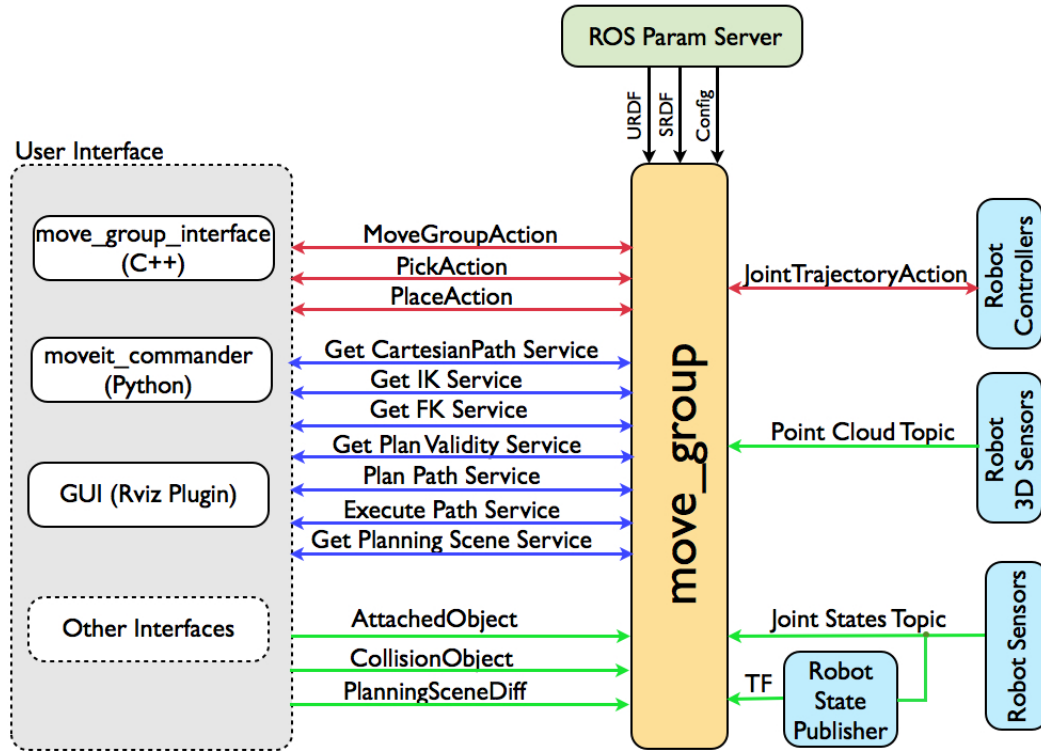 ROS Param Server
URDF
SRDF
Config
User Interface
move_group_interface
(C++)
moveit_commander
(Python)
GUI (Rviz Plugin)
Other Interfaces
MoveGroupAction
PickAction
PlaceAction
Get CartesianPath Service
Get IK Service
Get FK Service
Get Plan Validity Service
Plan Path Service
Execute Path Service
Get Planning Scene Service
AttachedObject
CollisionObject
PlanningSceneDiff
move_group
JointTrajectoryAction
Robot
Controllers
Point Cloud Topic
Robot
3D Sensors
Joint States Topic
Robot Sensors
TF
Robot
State
Publisher